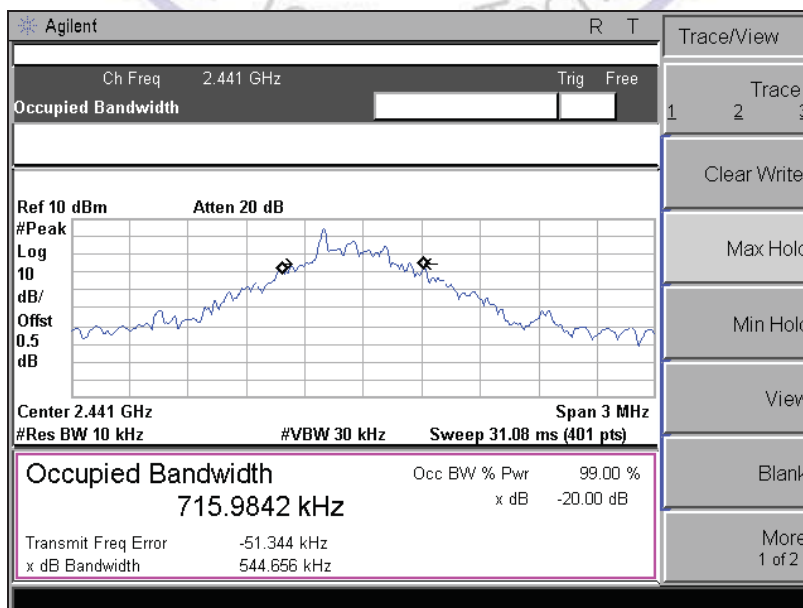 Agilent R T
Trace/View
Ch Freq 2.441 GHz Trig Free
Occupied Bandwidth
Trace
1 2
Clear Write
Ref 10 dBm Atten 20 dB
#Peak
Log
10
dB/
Offst
0.5
dB
Max Hold
Min Hold
View
Center 2.441 GHz Span 3 MHz
#Res BW 10 kHz #VBW 30 kHz Sweep 31.08 ms (401 pts)
Occupied Bandwidth
715.9842 kHz
Occ BW % Pwr 99.00 %
x dB -20.00 dB
Transmit Freq Error -51.344 kHz
x dB Bandwidth 544.656 kHz
Blank
More
1 of 2